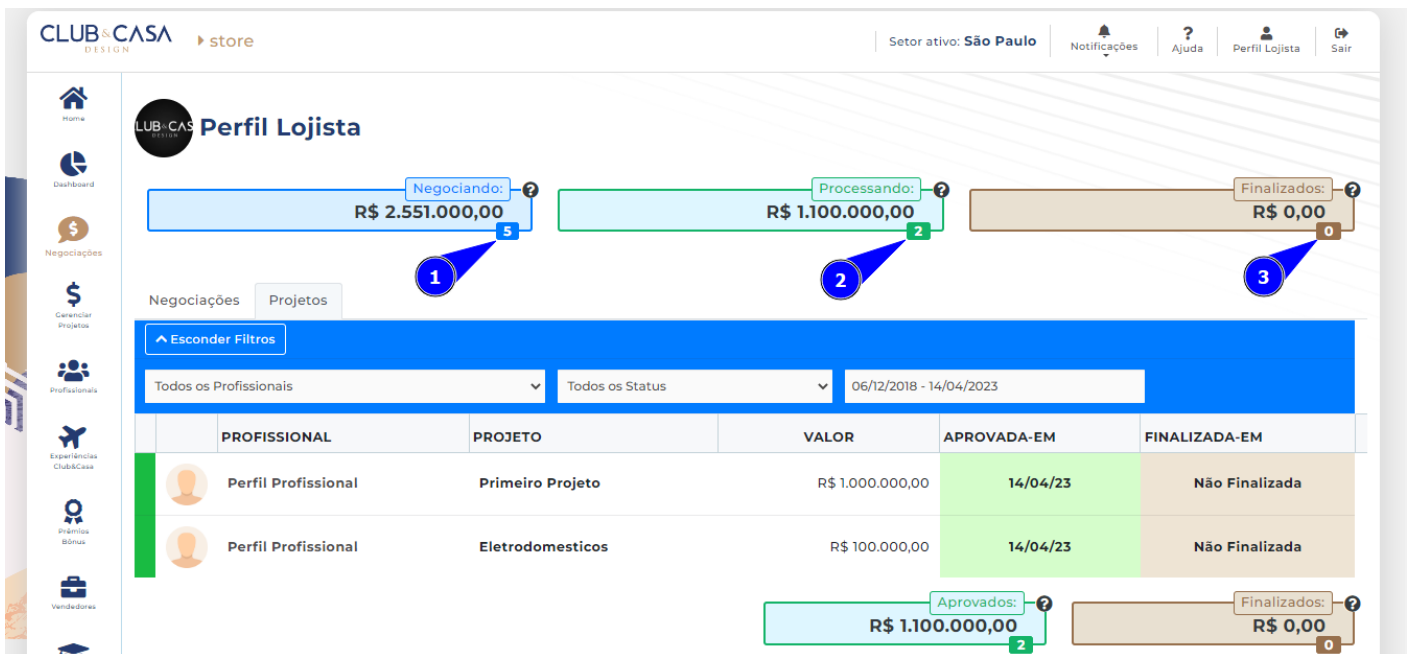 CLUB&CASA
DESIGN
store
Setor ativo: São Paulo
Notificações
?
Ajuda
Perfil Lojista
Sair
Home
Dashboard
$
Negociações
$
Gerenciar
Projetos
Profissionais
Experiências
Club&Casa
Prêmios
Bônus
Vendedores
LUB&CAS
DESIGN
Perfil Lojista
Negociando: ?
R$ 2.551.000,00
5
Processando: ?
R$ 1.100.000,00
2
Finalizados: ?
R$ 0,00
0
1
2
3
Negociações Projetos
Esconder Filtros
Todos os Profissionais Todos os Status 06/12/2018 - 14/04/2023
PROFISSIONAL PROJETO VALOR APROVADA-EM FINALIZADA-EM
Perfil Profissional Primeiro Projeto R$ 1.000.000,00 14/04/23 Não Finalizada
Perfil Profissional Eletrodomesticos R$ 100.000,00 14/04/23 Não Finalizada
Aprovados: ?
R$ 1.100.000,00
2
Finalizados: ?
R$ 0,00
0